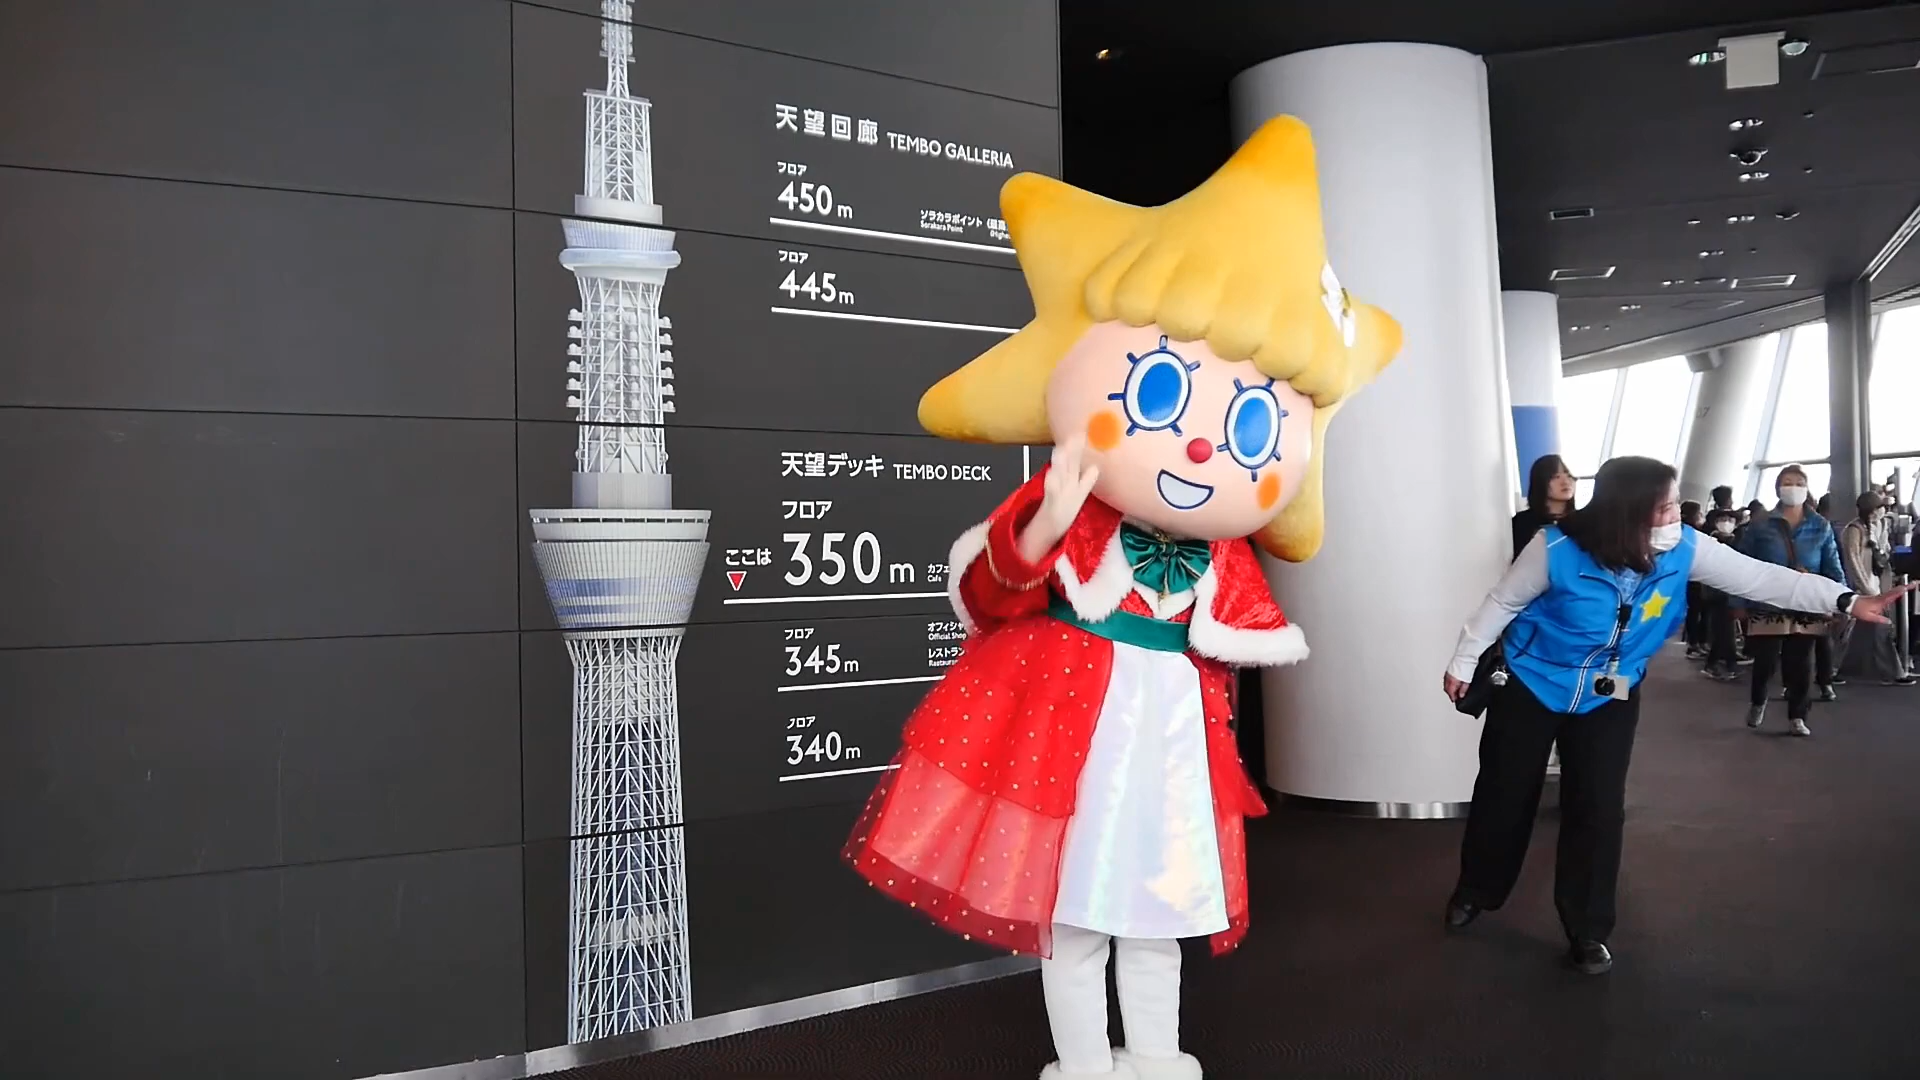 天望回廊 TEMBO GALLERIA
フロア
450m
ソラカラポイント（最高
Sorakara Point
フロア
445m
天望デッキ TEMBO DECK
フロア
ここは 350m
カフェ
Cafe
フロア
345m
オフィシャ
Official Shop
レストラン
Restaurant
フロア
340m